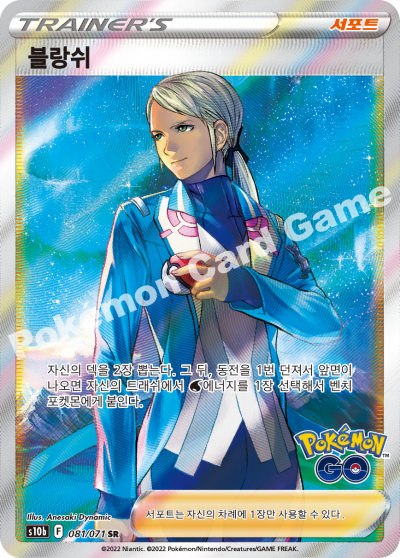 TRAINER'S
서포트
블랑쉬
Pokémon Card Game
자신의 덱을 2장 뽑는다. 그 뒤, 동전을 1번 던져서 앞면이
나오면 자신의 트래쉬에서 에너지를 1장 선택해서 벤치
포켓몬에게 붙인다.
Pokémon
GO
TM
Illus. Anesaki Dynamic
s10b F 081/071 SR
서포트는 자신의 차례에 1장만 사용할 수 있다.
©2022 Niantic. ©2022 Pokémon/Nintendo/Creatures/GAME FREAK.